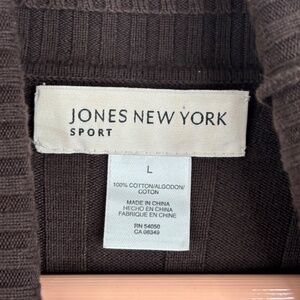 JONES NEW YORK
SPORT
L
100% COTTON/ALGODON/
COTON
MADE IN CHINA
HECHO EN CHINA
FABRIQUE EN CHINE
RN 54050
CA 06349